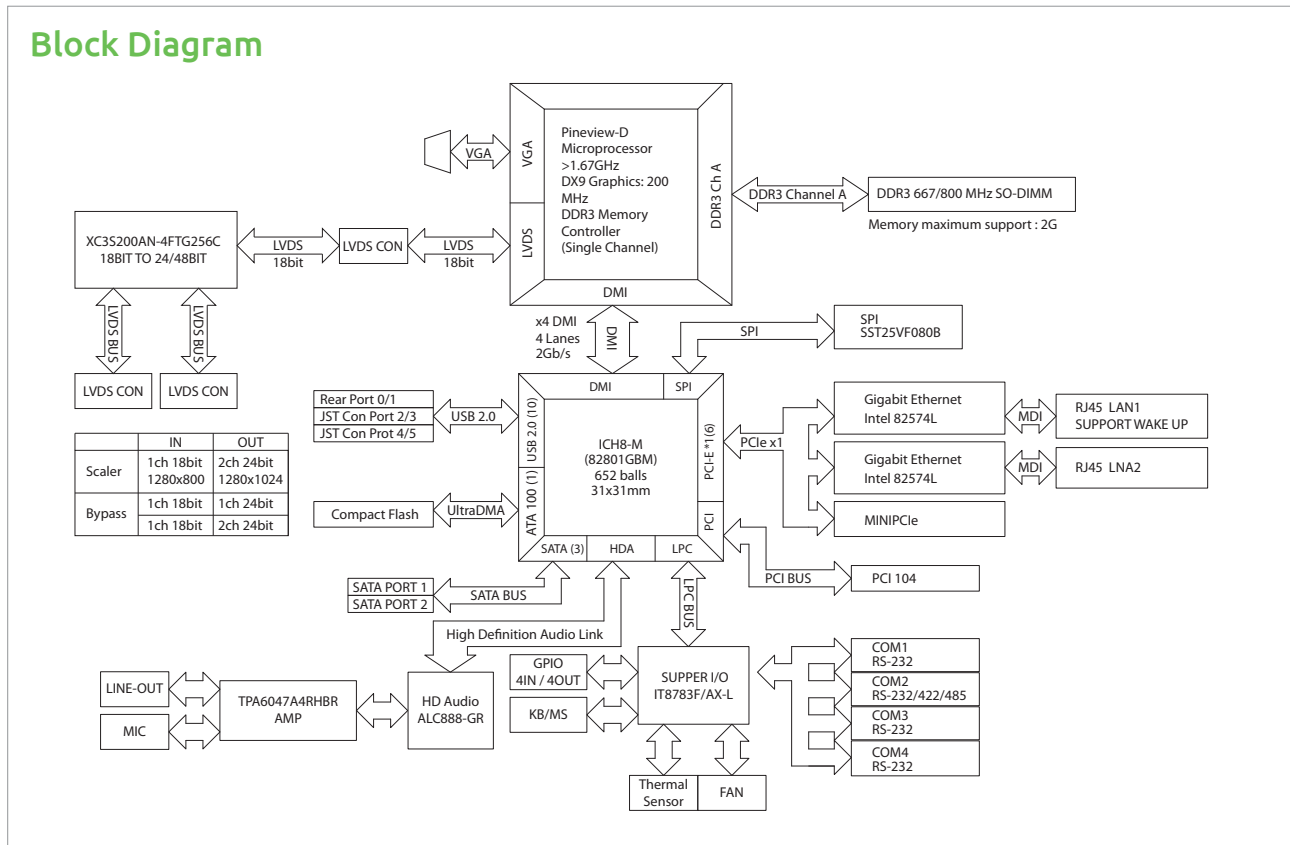 Block Diagram
Pineview-D
Microprocessor
>1.67GHz
DX9 Graphics: 200
MHz
DDR3 Memory
Controller
(Single Channel)
VGA
VGA
LVDS
DMI
DDR3 Ch A
DDR3 Channel A
DDR3 667/800 MHz SO-DIMM
Memory maximum support : 2G
XC3S200AN-4FTG256C
18BIT TO 24/48BIT
LVDS
18bit
LVDS CON
LVDS
18bit
LVDS BUS
LVDS BUS
LVDS CON
LVDS CON
x4 DMI
4 Lanes
2Gb/s
DMI
SPI
SPI
SST25VF080B
IN OUT
Scaler 1ch 18bit 2ch 24bit
1280x800 1280x1024
Bypass 1ch 18bit 1ch 24bit
1ch 18bit 2ch 24bit
Rear Port 0/1
JST Con Port 2/3
JST Con Prot 4/5
USB 2.0
Compact Flash
UltraDMA
DMI
SPI
USB 2.0 (10)
ATA 100 (1)
ICH8-M
(82801GBM)
652 balls
31x31mm
PCI-E *1(6)
PCI
SATA (3)
HDA
LPC
PCIe x1
Gigabit Ethernet
Intel 82574L
MDI
RJ45 LAN1
SUPPORT WAKE UP
Gigabit Ethernet
Intel 82574L
MDI
RJ45 LNA2
MINIPCIe
PCI BUS
PCI 104
SATA PORT 1
SATA PORT 2
SATA BUS
LPC BUS
High Definition Audio Link
LINE-OUT
MIC
TPA6047A4RHBR
AMP
HD Audio
ALC888-GR
GPIO
4IN / 4OUT
KB/MS
SUPPER I/O
IT8783F/AX-L
Thermal
Sensor
FAN
COM1
RS-232
COM2
RS-232/422/485
COM3
RS-232
COM4
RS-232